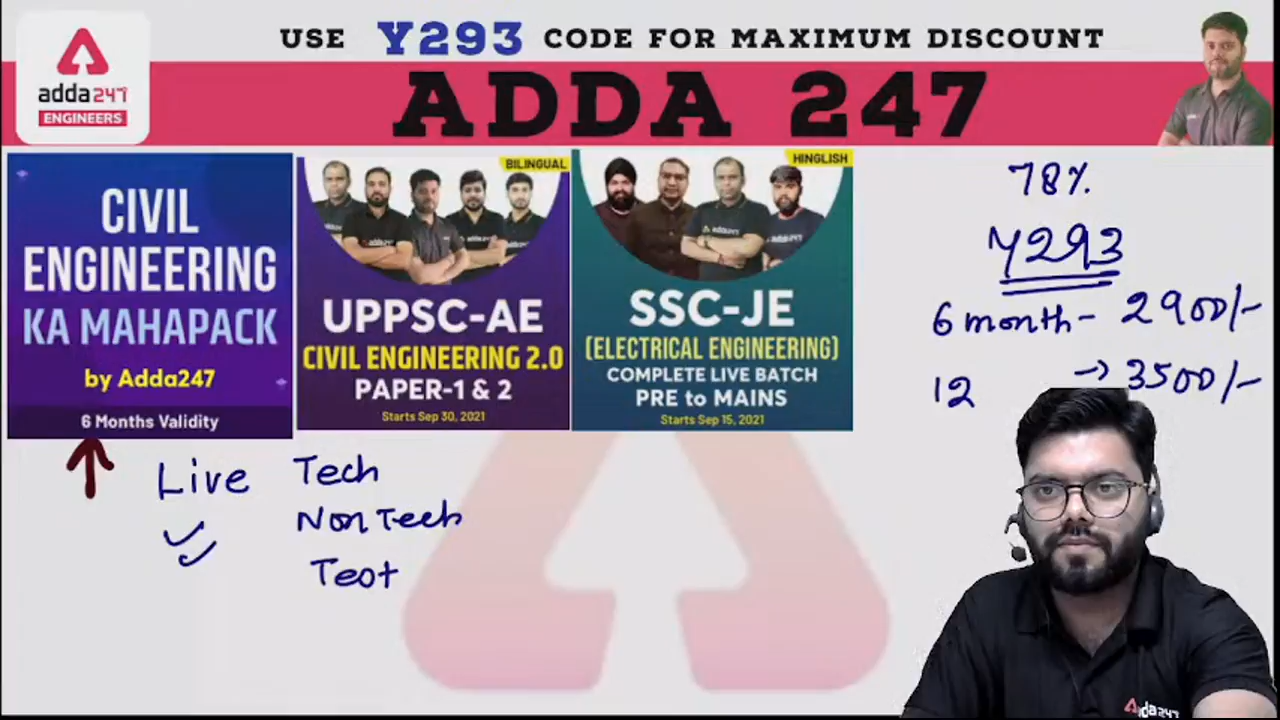 USE Y293 CODE FOR MAXIMUM DISCOUNT
ADDA 247
adda247
ENGINEERS
CIVIL
ENGINEERING
KA MAHAPACK
by Adda247
6 Months Validity
BILINGUAL
adda247
UPPSC-AE
CIVIL ENGINEERING 2.0
PAPER-1 & 2
Starts Sep 30, 2021
HINGLISH
SSC-JE
(ELECTRICAL ENGINEERING)
COMPLETE LIVE BATCH
PRE to MAINS
Starts Sep 15, 2021
78%
Y293
6 month - 2900/-
12 → 3500/-
Live Tech
Non Tech
Test
Adda247